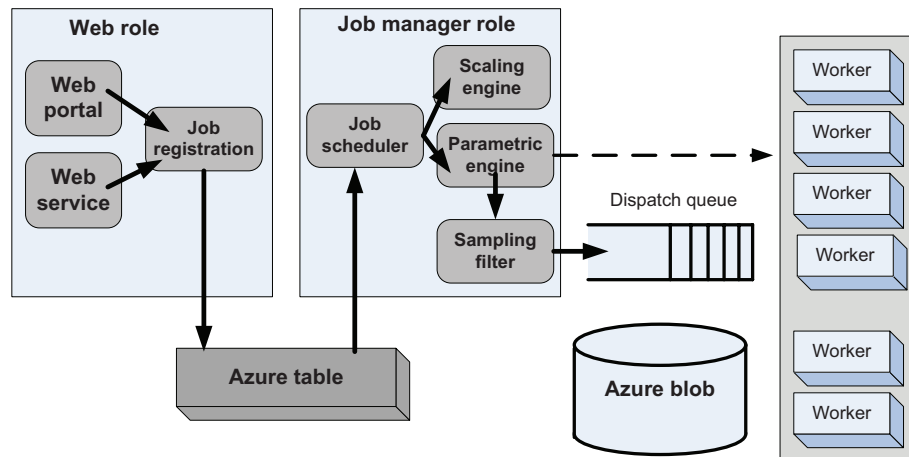 Web role
Web
portal
Web
service
Job
registration
Job manager role
Job
scheduler
Scaling
engine
Parametric
engine
Sampling
filter
Dispatch queue
Azure table
Azure blob
Worker
Worker
Worker
Worker
Worker
Worker